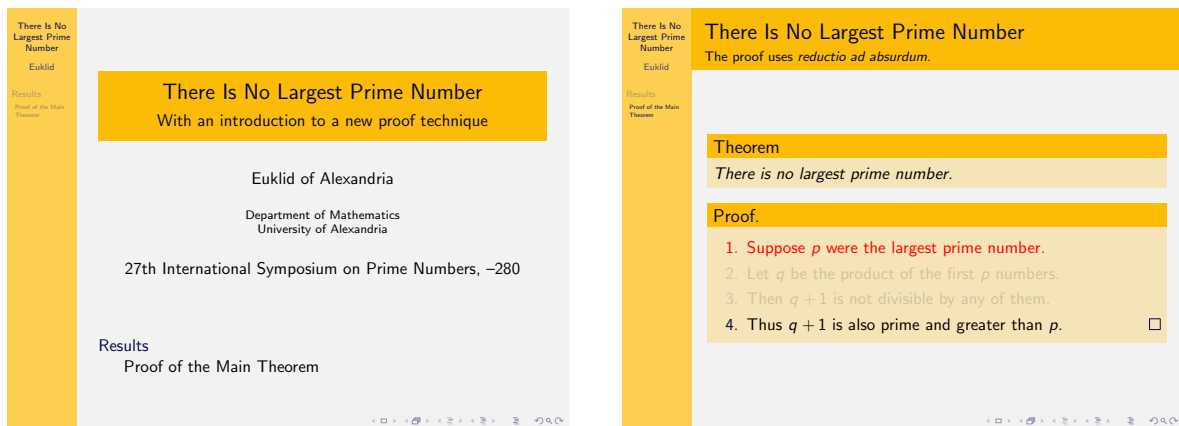 There Is No
Largest Prime
Number
Euklid
Results
Proof of the Main
Theorem
There Is No Largest Prime Number
With an introduction to a new proof technique
Euklid of Alexandria
Department of Mathematics
University of Alexandria
27th International Symposium on Prime Numbers, –280
Results
Proof of the Main Theorem
There Is No
Largest Prime
Number
Euklid
Results
Proof of the Main
Theorem
There Is No Largest Prime Number
The proof uses reductio ad absurdum.
Theorem
There is no largest prime number.
Proof.
1. Suppose p were the largest prime number.
2. Let q be the product of the first p numbers.
3. Then q + 1 is not divisible by any of them.
4. Thus q + 1 is also prime and greater than p. □